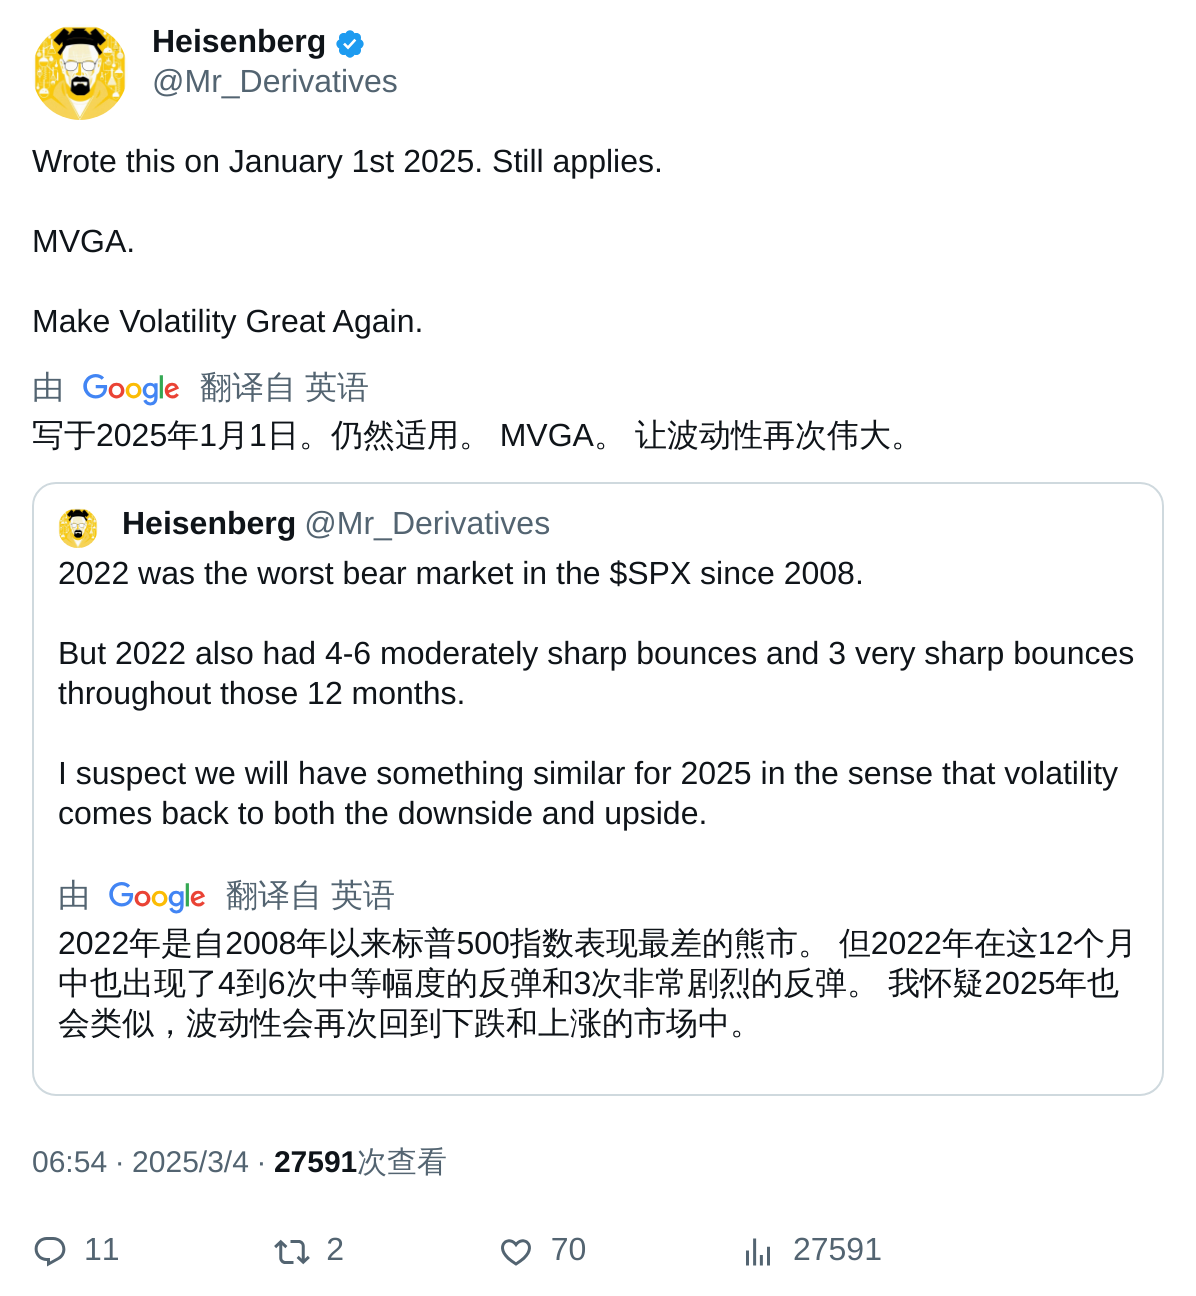 Heisenberg
@Mr_Derivatives
Wrote this on January 1st 2025. Still applies.
MVGA.
Make Volatility Great Again.
由 Google 翻译自 英语
写于2025年1月1日。仍然适用。 MVGA。 让波动性再次伟大。
Heisenberg @Mr_Derivatives
2022 was the worst bear market in the $SPX since 2008.
But 2022 also had 4-6 moderately sharp bounces and 3 very sharp bounces
throughout those 12 months.
I suspect we will have something similar for 2025 in the sense that volatility
comes back to both the downside and upside.
由 Google 翻译自 英语
2022年是自2008年以来标普500指数表现最差的熊市。 但2022年在这12个月
中也出现了4到6次中等幅度的反弹和3次非常剧烈的反弹。 我怀疑2025年也
会类似，波动性会再次回到下跌和上涨的市场中。
06:54 · 2025/3/4 · 27591次查看
11 2 70 27591